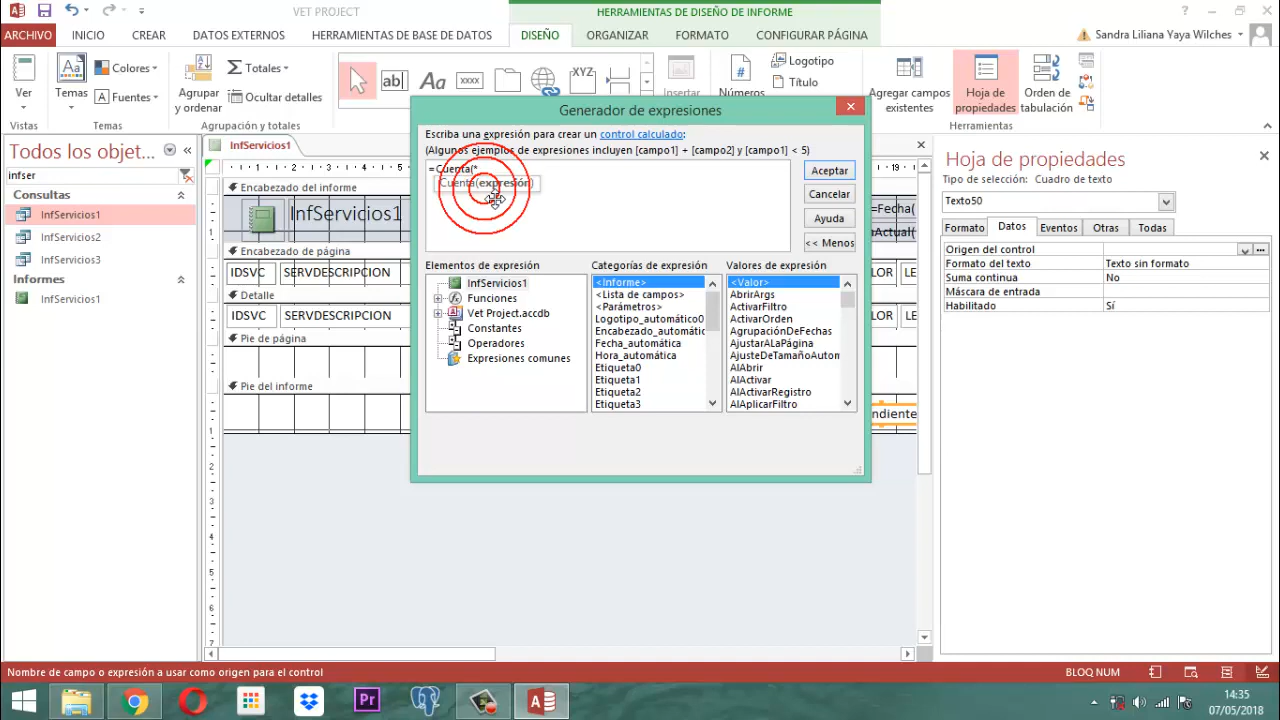 VET PROJECT
HERRAMIENTAS DE DISEÑO DE INFORME
ARCHIVO INICIO CREAR DATOS EXTERNOS HERRAMIENTAS DE BASE DE DATOS DISEÑO ORGANIZAR FORMATO CONFIGURAR PÁGINA
Sandra Liliana Yaya Wilches
Ver
Vistas
Temas
Colores
Fuentes
Temas
Agrupar y ordenar
Totales
Ocultar detalles
Agrupación y totales
ab|
Aa
xxxx
XYZ
Insertar
Números
Logotipo
Título
Agregar campos existentes
Hoja de propiedades
Orden de tabulación
Herramientas
Todos los objet...
infser
Consultas
InfServicios1
InfServicios2
InfServicios3
Informes
InfServicios1
InfServicios1
Encabezado del informe
InfServicios1
=Fecha(
Encabezado de página
IDSVC SERVDESCRIPCION
Detalle
IDSVC SERVDESCRIPCION
Pie de página
Pie del informe
ndiente
Generador de expresiones
Escriba una expresión para crear un control calculado:
(Algunos ejemplos de expresiones incluyen [campo1] + [campo2] y [campo1] < 5)
=Cuenta(*
Cuenta(expresión)
Aceptar
Cancelar
Ayuda
<< Menos
Elementos de expresión
InfServicios1
Funciones
Vet Project.accdb
Constantes
Operadores
Expresiones comunes
Categorías de expresión
<Informe>
<Lista de campos>
<Parámetros>
Logotipo_automático0
Encabezado_automátic
Fecha_automática
Hora_automática
Etiqueta0
Etiqueta1
Etiqueta2
Etiqueta3
Valores de expresión
<Valor>
AbrirArgs
ActivarFiltro
ActivarOrden
AgrupaciónDeFechas
AjustarALaPágina
AjusteDeTamañoAutom
AlAbrir
AlActivar
AlActivarRegistro
AlAplicarFiltro
Hoja de propiedades
Tipo de selección: Cuadro de texto
Texto50
Formato Datos Eventos Otras Todas
Origen del control
Formato del texto Texto sin formato
Suma continua No
Máscara de entrada
Habilitado Sí
Nombre de campo o expresión a usar como origen para el control
BLOQ NUM
Pr
14:35
07/05/2018